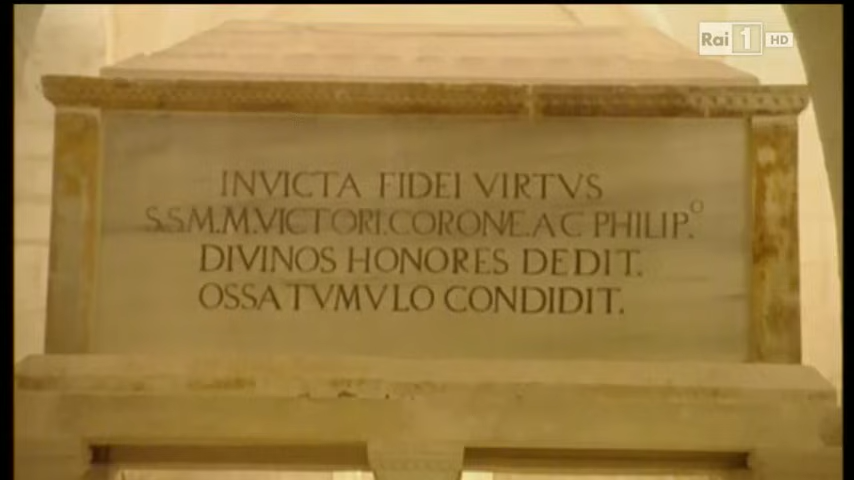 Rai 1 HD
INVICTA FIDEI VIRTVS
S.S.M.M.VICTORI.CORONE.AC PHILIP.º
DIVINOS HONORES DEDIT.
OSSA TVMVLO CONDIDIT.